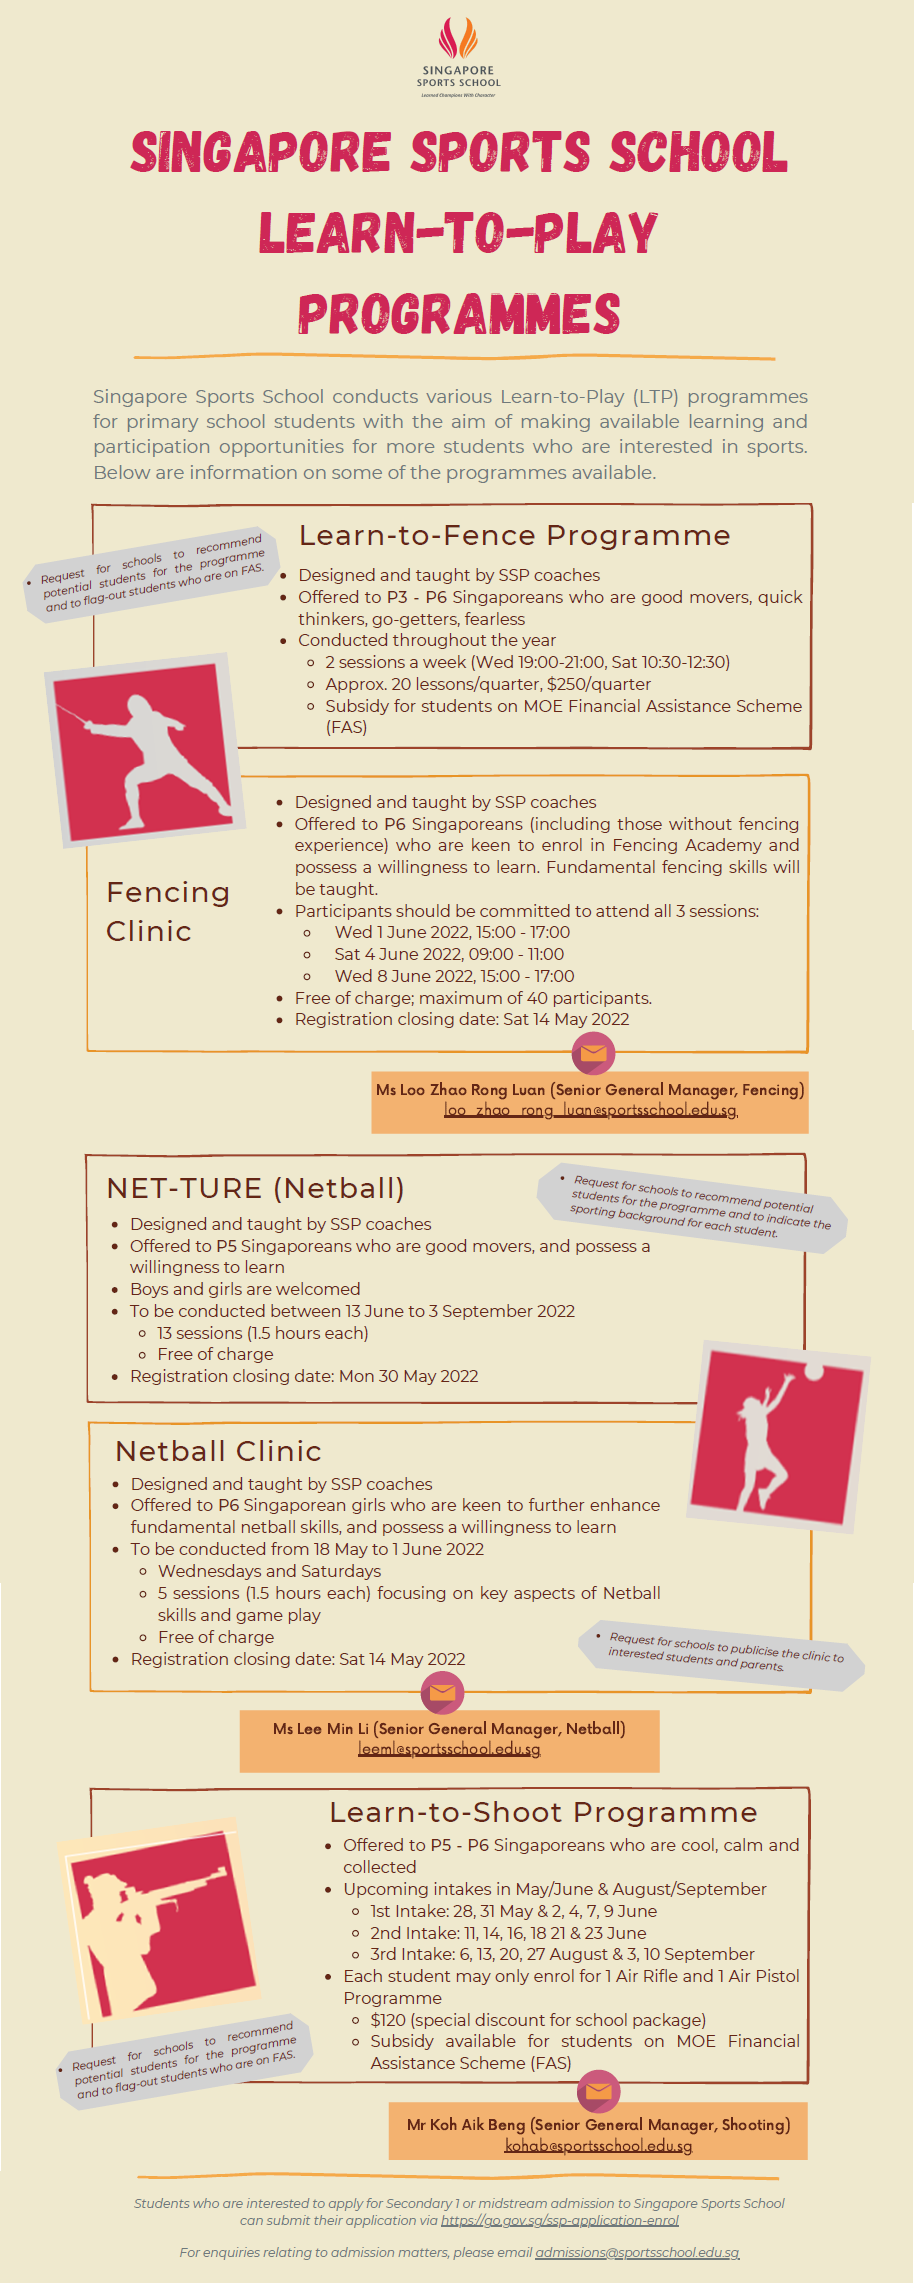 SINGAPORE
SPORTS SCHOOL
Learned Champions With Character
SINGAPORE SPORTS SCHOOL
LEARN-TO-PLAY
PROGRAMMES
Singapore Sports School conducts various Learn-to-Play (LTP) programmes
for primary school students with the aim of making available learning and
participation opportunities for more students who are interested in sports.
Below are information on some of the programmes available.
• Request for schools to recommend
potential students for the programme
and to flag-out students who are on FAS.
Learn-to-Fence Programme
• Designed and taught by SSP coaches
• Offered to P3 - P6 Singaporeans who are good movers, quick
thinkers, go-getters, fearless
• Conducted throughout the year
◦ 2 sessions a week (Wed 19:00-21:00, Sat 10:30-12:30)
◦ Approx. 20 lessons/quarter, $250/quarter
◦ Subsidy for students on MOE Financial Assistance Scheme
(FAS)
Fencing
Clinic
• Designed and taught by SSP coaches
• Offered to P6 Singaporeans (including those without fencing
experience) who are keen to enrol in Fencing Academy and
possess a willingness to learn. Fundamental fencing skills will
be taught.
• Participants should be committed to attend all 3 sessions:
◦ Wed 1 June 2022, 15:00 - 17:00
◦ Sat 4 June 2022, 09:00 - 11:00
◦ Wed 8 June 2022, 15:00 - 17:00
• Free of charge; maximum of 40 participants.
• Registration closing date: Sat 14 May 2022
Ms Loo Zhao Rong Luan (Senior General Manager, Fencing)
loo_zhao_rong_luan@sportsschool.edu.sg
NET-TURE (Netball)
• Request for schools to recommend potential
students for the programme and to indicate the
sporting background for each student.
• Designed and taught by SSP coaches
• Offered to P5 Singaporeans who are good movers, and possess a
willingness to learn
• Boys and girls are welcomed
• To be conducted between 13 June to 3 September 2022
◦ 13 sessions (1.5 hours each)
◦ Free of charge
• Registration closing date: Mon 30 May 2022
Netball Clinic
• Designed and taught by SSP coaches
• Offered to P6 Singaporean girls who are keen to further enhance
fundamental netball skills, and possess a willingness to learn
• To be conducted from 18 May to 1 June 2022
◦ Wednesdays and Saturdays
◦ 5 sessions (1.5 hours each) focusing on key aspects of Netball
skills and game play
◦ Free of charge
• Registration closing date: Sat 14 May 2022
• Request for schools to publicise the clinic to
interested students and parents.
Ms Lee Min Li (Senior General Manager, Netball)
leeml@sportsschool.edu.sg
Learn-to-Shoot Programme
• Offered to P5 - P6 Singaporeans who are cool, calm and
collected
• Upcoming intakes in May/June & August/September
◦ 1st Intake: 28, 31 May & 2, 4, 7, 9 June
◦ 2nd Intake: 11, 14, 16, 18 21 & 23 June
◦ 3rd Intake: 6, 13, 20, 27 August & 3, 10 September
• Each student may only enrol for 1 Air Rifle and 1 Air Pistol
Programme
◦ $120 (special discount for school package)
◦ Subsidy available for students on MOE Financial
Assistance Scheme (FAS)
• Request for schools to recommend
potential students for the programme
and to flag-out students who are on FAS.
Mr Koh Aik Beng (Senior General Manager, Shooting)
kohab@sportsschool.edu.sg
Students who are interested to apply for Secondary 1 or midstream admission to Singapore Sports School
can submit their application via https://go.gov.sg/ssp-application-enrol
For enquiries relating to admission matters, please email admissions@sportsschool.edu.sg